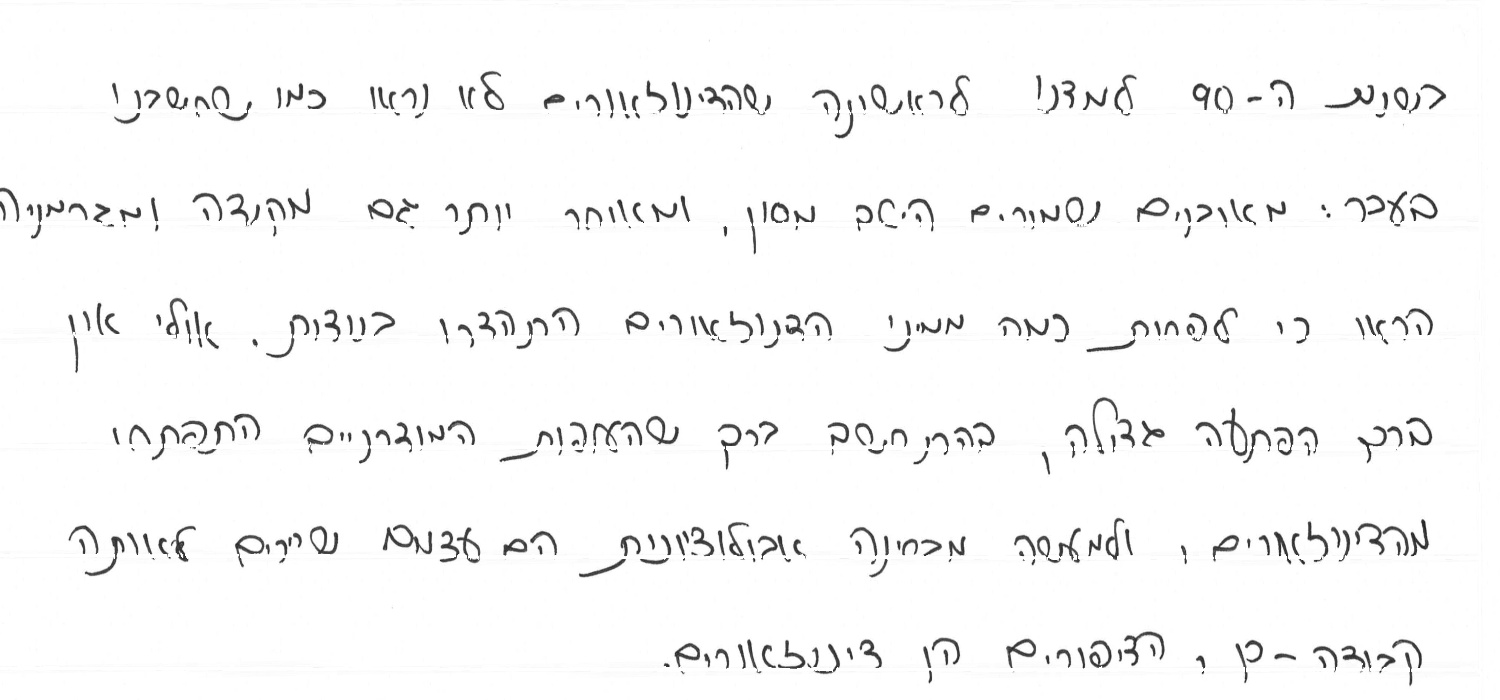 בשנות ה-90 למדנו לראשונה שהדינוזאורים לא נראו כמו שחשבנו
בעבר: מאובנים שמורים היטב מסין, ומאוחר יותר גם מקנדה ומגרמניה
הראו כי לפחות כמה ממיני הדינוזאורים התהדרו בנוצות. אולי אין
בכך הפתעה גדולה, בהתחשב בכך שהעופות המודרניים התפתחו
מהדינוזאורים, ולמעשה מבחינה אבולוציונית הם עצמם שייכים לאותה
קבוצה-כן, הציפורים הן דינוזאורים.